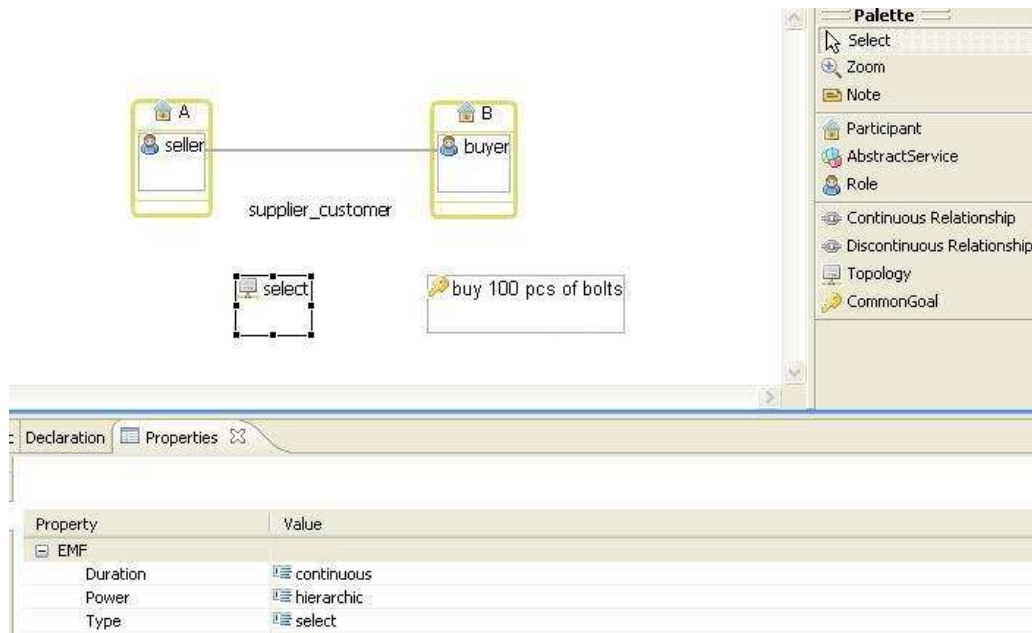 Palette
Select
Zoom
Note
Participant
AbstractService
Role
Continuous Relationship
Discontinuous Relationship
Topology
CommonGoal
A
seller
B
buyer
supplier_customer
select
buy 100 pcs of bolts
Declaration
Properties
Property Value
EMF
Duration continuous
Power hierarchic
Type select